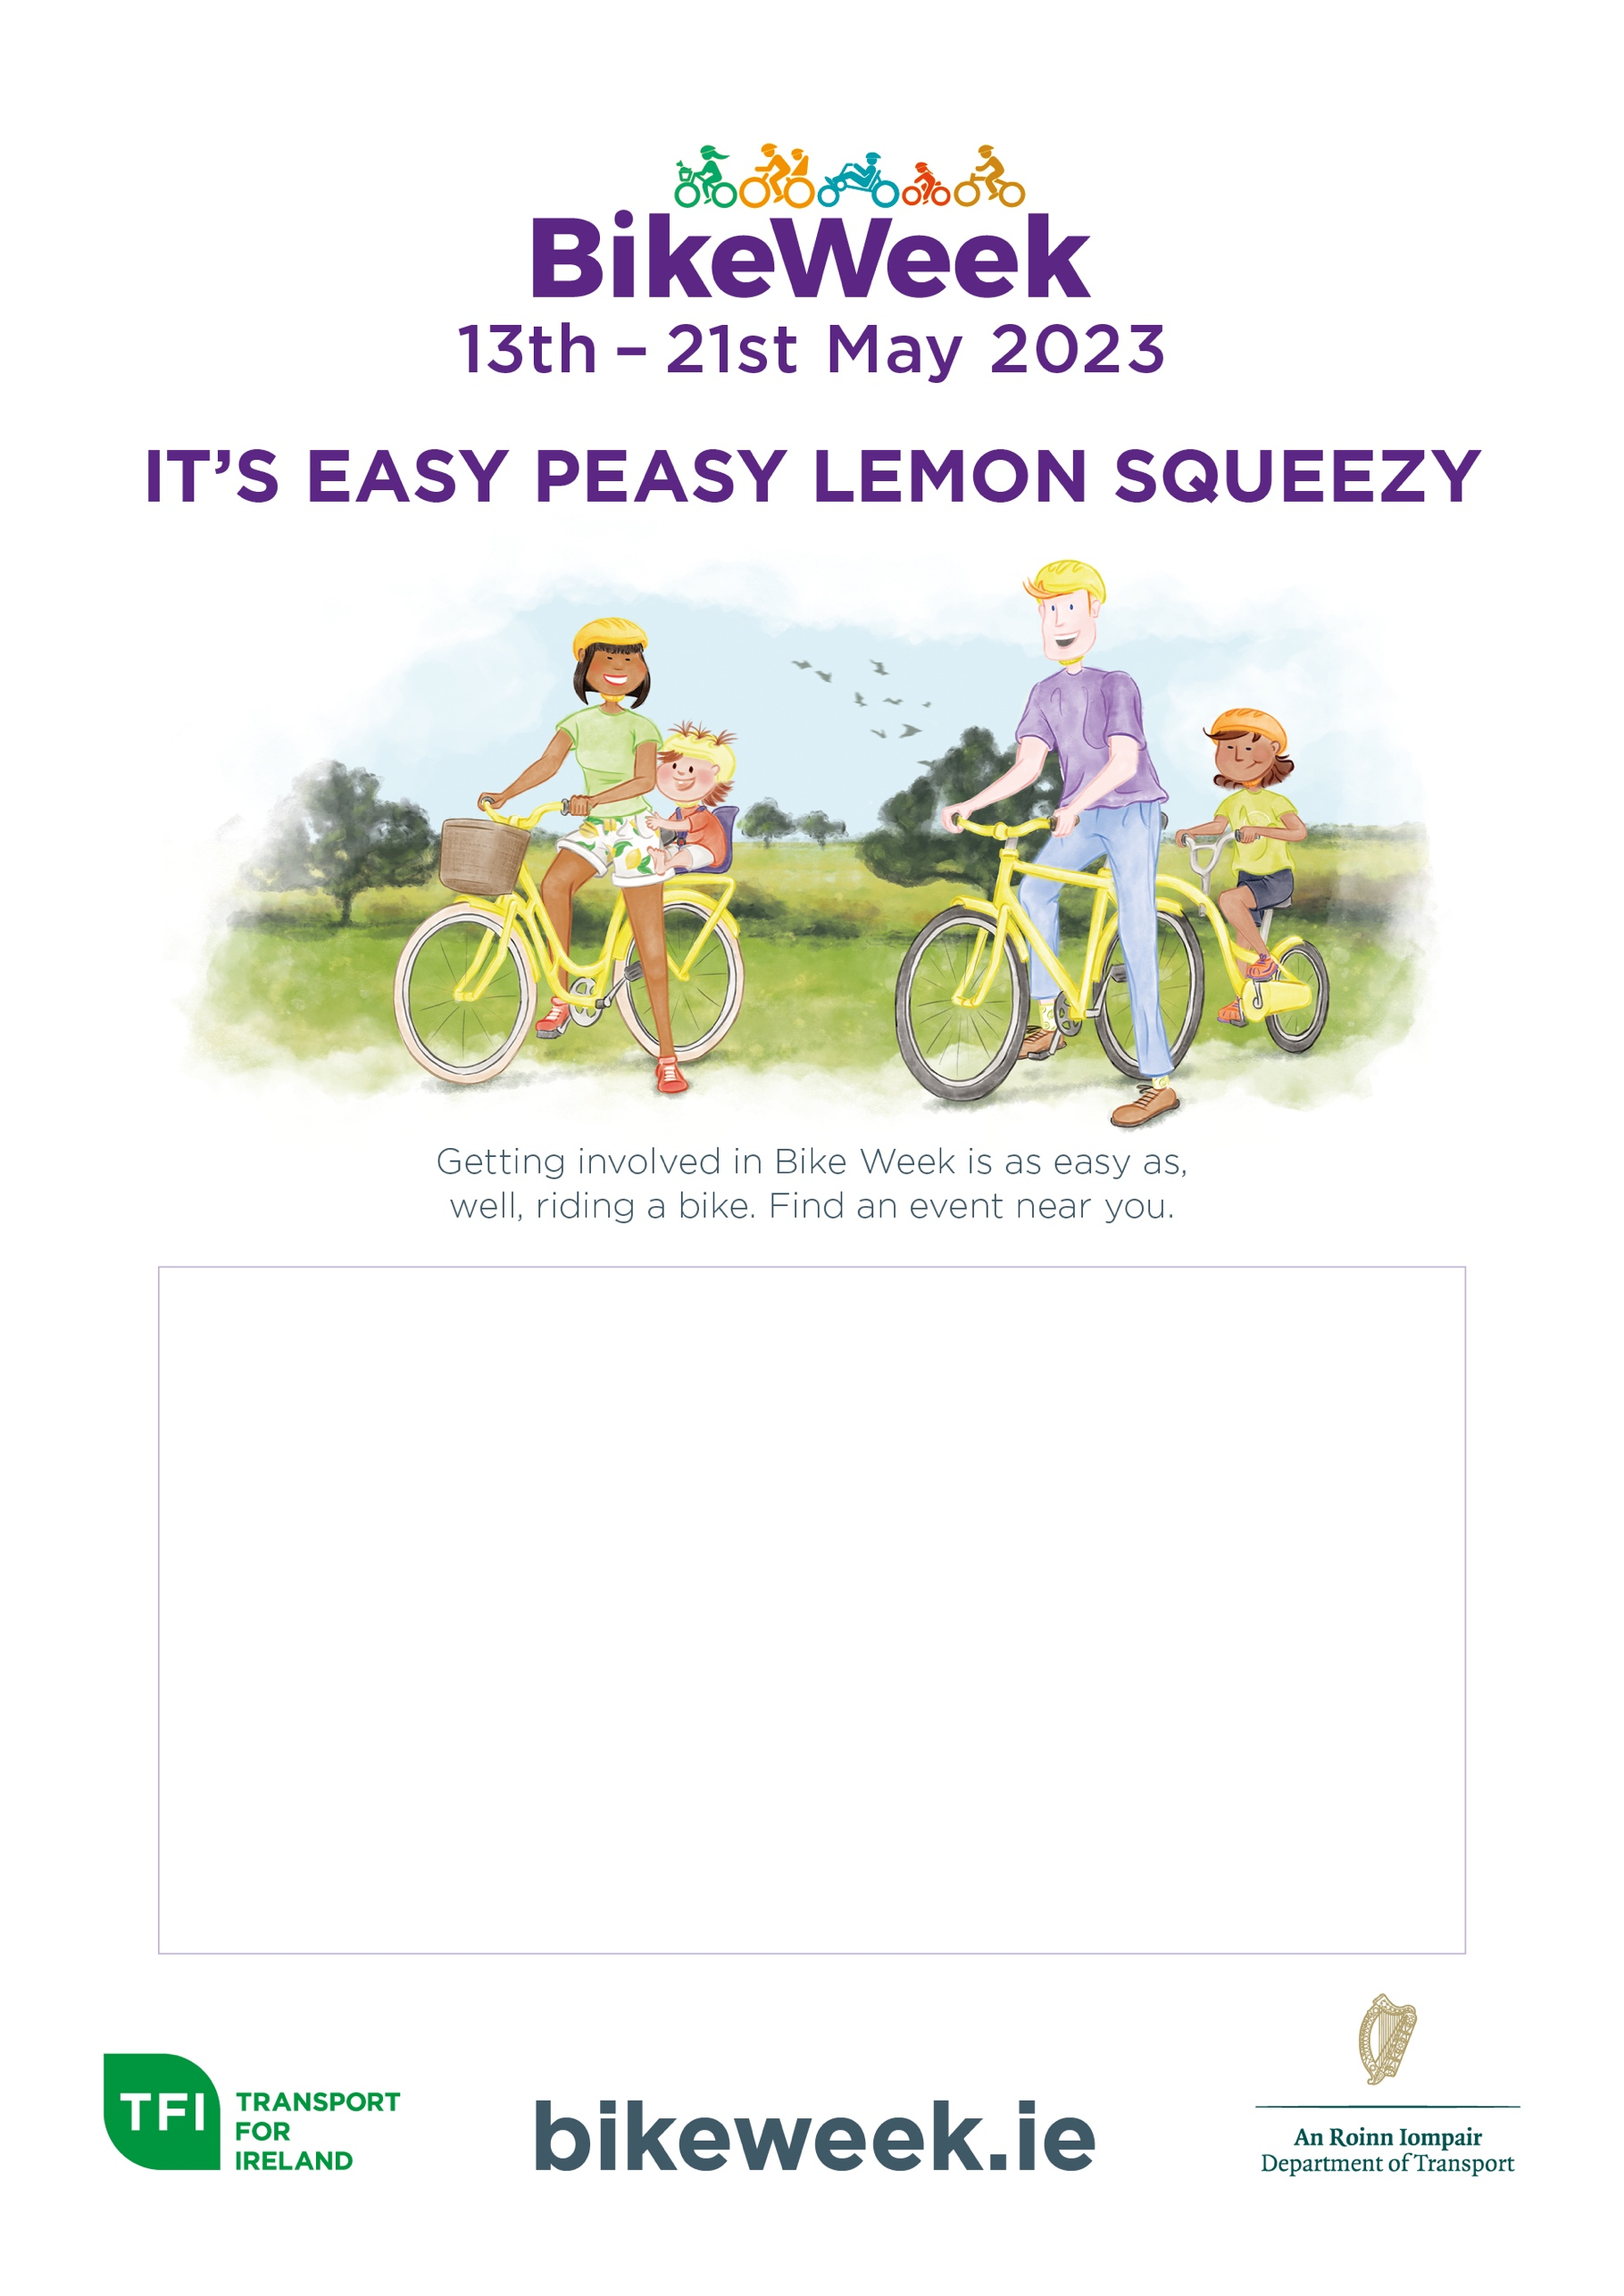 BikeWeek
13th – 21st May 2023
IT’S EASY PEASY LEMON SQUEEZY
Getting involved in Bike Week is as easy as,
well, riding a bike. Find an event near you.
TFI
TRANSPORT
FOR
IRELAND
bikeweek.ie
An Roinn Iompair
Department of Transport